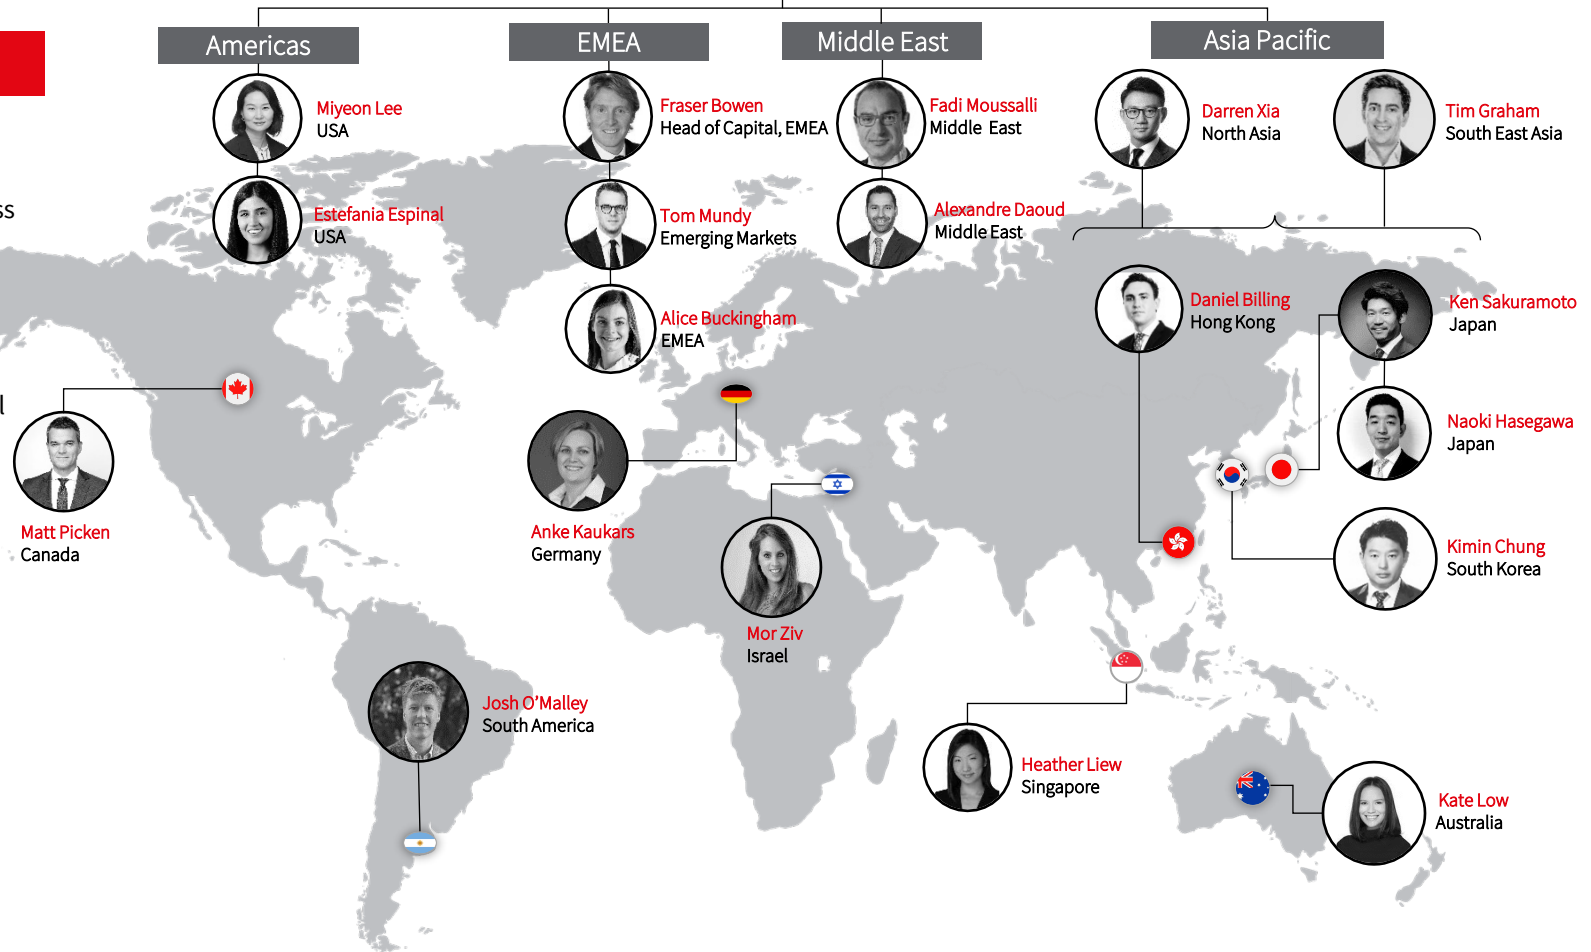 Americas
EMEA
Middle East
Asia Pacific
Miyeon Lee
USA
Fraser Bowen
Head of Capital, EMEA
Fadi Moussalli
Middle East
Darren Xia
North Asia
Tim Graham
South East Asia
ss
Estefania Espinal
USA
Tom Mundy
Emerging Markets
Alexandre Daoud
Middle East
Alice Buckingham
EMEA
Daniel Billing
Hong Kong
Ken Sakuramoto
Japan
l
Naoki Hasegawa
Japan
Matt Picken
Canada
Anke Kaukars
Germany
Kimin Chung
South Korea
Mor Ziv
Israel
Josh O’Malley
South America
Heather Liew
Singapore
Kate Low
Australia